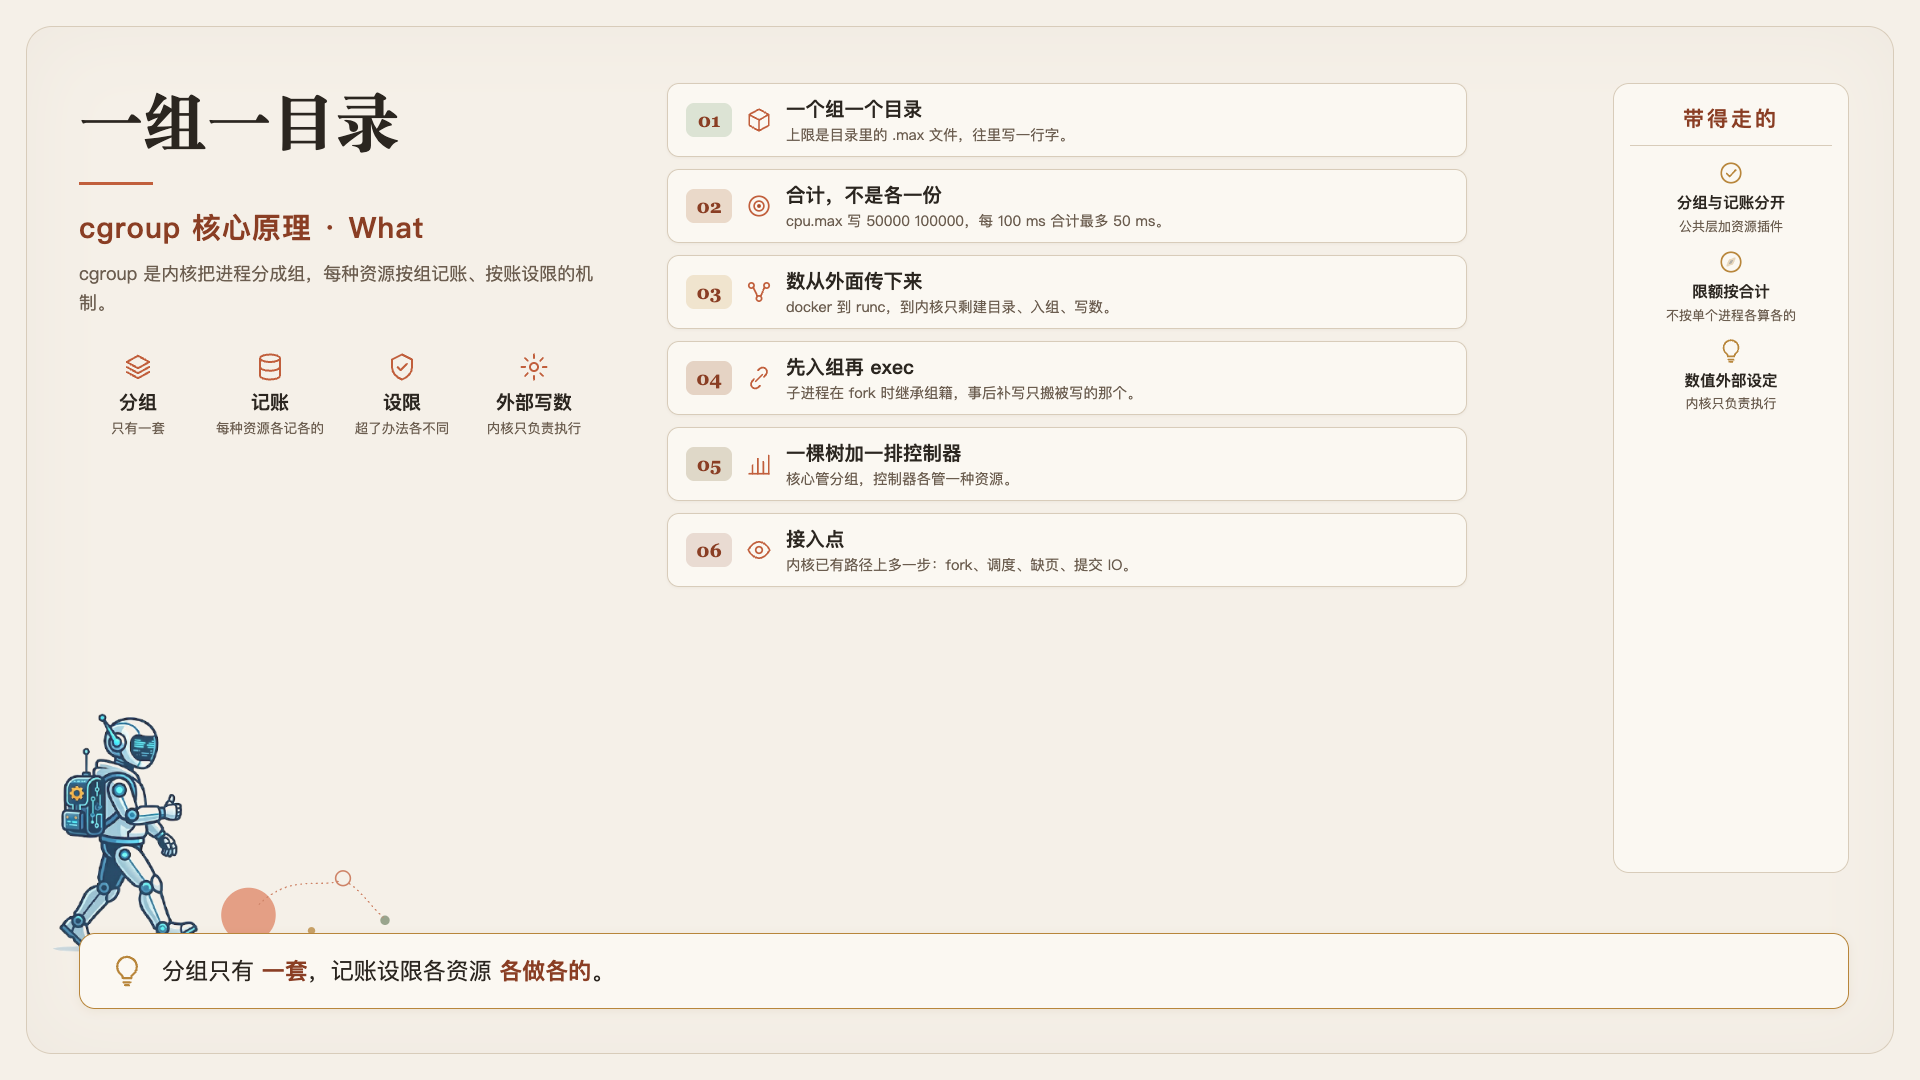 一组一目录
cgroup 核心原理 · What
cgroup 是内核把进程分成组，每种资源按组记账、按账设限的机
制。
分组
只有一套
记账
每种资源各记各的
设限
超了办法各不同
外部写数
内核只负责执行
01
一个组一个目录
上限是目录里的 .max 文件，往里写一行字。
02
合计，不是各一份
cpu.max 写 50000 100000，每 100 ms 合计最多 50 ms。
03
数从外面传下来
docker 到 runc，到内核只剩建目录、入组、写数。
04
先入组再 exec
子进程在 fork 时继承组籍，事后补写只搬被写的那个。
05
一棵树加一排控制器
核心管分组，控制器各管一种资源。
06
接入点
内核已有路径上多一步：fork、调度、缺页、提交 IO。
带得走的
分组与记账分开
公共层加资源插件
限额按合计
不按单个进程各算各的
数值外部设定
内核只负责执行
分组只有 一套，记账设限各资源 各做各的。